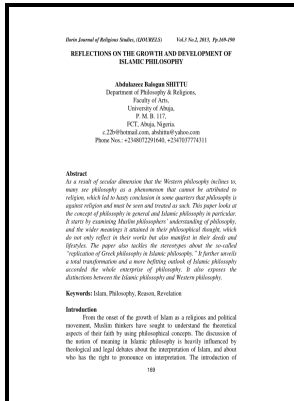 Ilorin Journal of Religious Studies, (IJOURELS) Vol.3 No.2, 2013, Pp.169-190
REFLECTIONS ON THE GROWTH AND DEVELOPMENT OF
ISLAMIC PHILOSOPHY
Abdulazeez Balogun SHITTU
Department of Philosophy & Religions,
Faculty of Arts,
University of Abuja,
P. M. B. 117,
FCT, Abuja, Nigeria.
c.22b@hotmail.com, abshittu@yahoo.com
Phone Nos.: +2348072291640, +2347037774311
Abstract
As a result of secular dimension that the Western philosophy inclines to,
many see philosophy as a phenomenon that cannot be attributed to
religion, which led to hasty conclusion in some quarters that philosophy is
against religion and must be seen and treated as such. This paper looks at
the concept of philosophy in general and Islamic philosophy in particular.
It starts by examining Muslim philosophers' understanding of philosophy,
and the wider meanings it attained in their philosophical thought, which
do not only reflect in their works but also manifest in their deeds and
lifestyles. The paper also tackles the stereotypes about the so-called
"replication of Greek philosophy in Islamic philosophy." It further unveils
a total transformation and a more befitting outlook of Islamic philosophy
accorded the whole enterprise of philosophy. It also exposes the
distinctions between the Islamic philosophy and Western philosophy.
Keywords: Islam, Philosophy, Reason, Revelation
Introduction
From the onset of the growth of Islam as a religious and political
movement, Muslim thinkers have sought to understand the theoretical
aspects of their faith by using philosophical concepts. The discussion of
the notion of meaning in Islamic philosophy is heavily influenced by
theological and legal debates about the interpretation of Islam, and about
who has the right to pronounce on interpretation. The introduction of
169